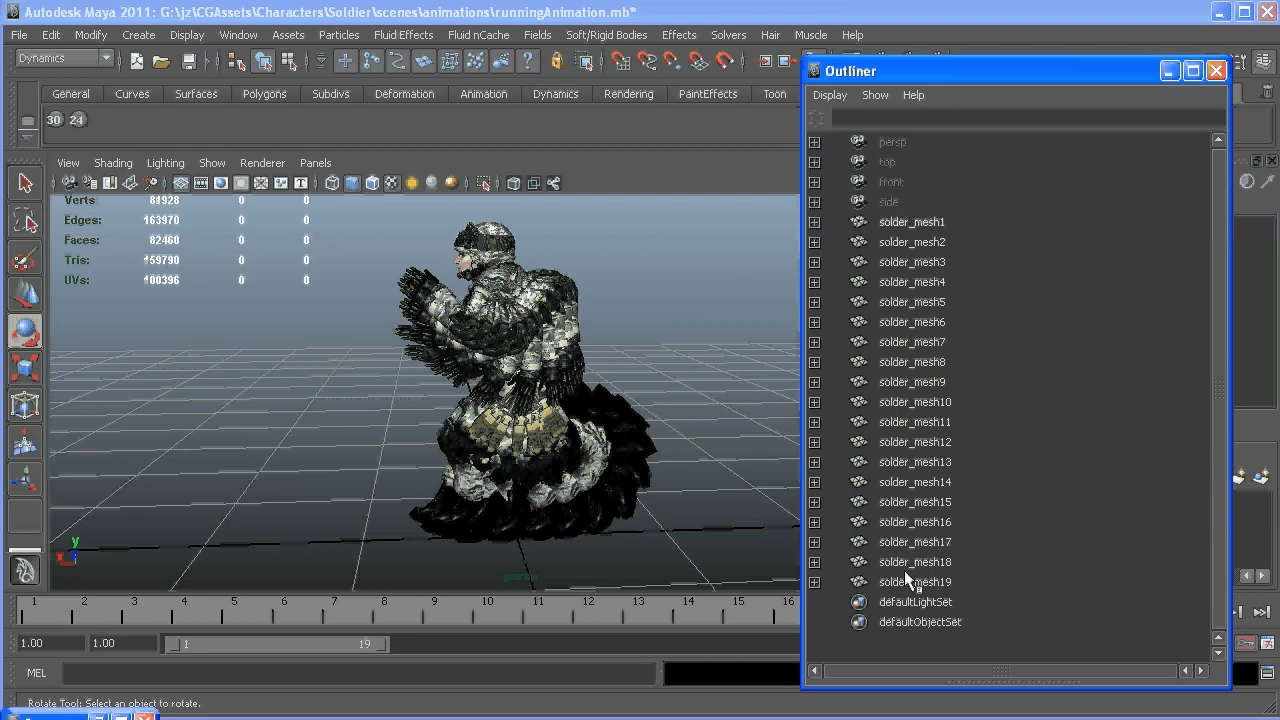 Autodesk Maya 2011: G:\jz\CGAssets\Characters\Soldier\scenes\animations\runningAnimation.mb*
File Edit Modify Create Display Window Assets Particles Fluid Effects Fluid nCache Fields Soft/Rigid Bodies Effects Solvers Hair Muscle Help
Dynamics
General Curves Surfaces Polygons Subdivs Deformation Animation Dynamics Rendering PaintEffects Toon
30 24
View Shading Lighting Show Renderer Panels
Verts 81928 0 0
Edges: 163970 0 0
Faces: 82460 0 0
Tris: 159790 0 0
UVs: 100396 0 0
y
persp
1 2 3 4 5 6 7 8 9 10 11 12 13 14 15 16
1.00 1.00 1 19
MEL
Rotate Tool: Select an object to rotate.
Outliner
Display Show Help
persp
top
front
side
solder_mesh1
solder_mesh2
solder_mesh3
solder_mesh4
solder_mesh5
solder_mesh6
solder_mesh7
solder_mesh8
solder_mesh9
solder_mesh10
solder_mesh11
solder_mesh12
solder_mesh13
solder_mesh14
solder_mesh15
solder_mesh16
solder_mesh17
solder_mesh18
solder_mesh19
defaultLightSet
defaultObjectSet